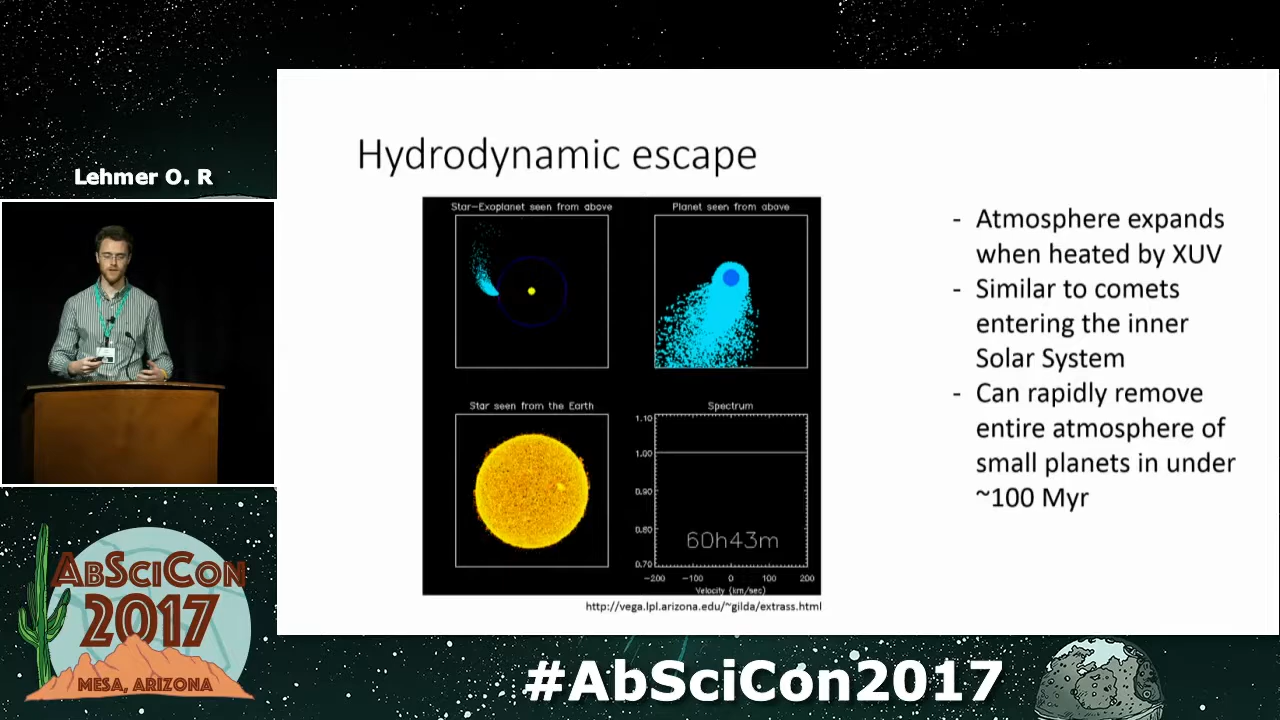 Lehmer O. R
Hydrodynamic escape
Star-Exoplanet seen from above
Planet seen from above
Star seen from the Earth
Spectrum
1.10
1.00
0.90
0.80
0.70
60h43m
-200 -100 0 100 200
Velocity (km/sec)
http://vega.lpl.arizona.edu/~gilda/extrass.html
- Atmosphere expands
when heated by XUV
- Similar to comets
entering the inner
Solar System
- Can rapidly remove
entire atmosphere of
small planets in under
~100 Myr
ABSCICON
2017
MESA, ARIZONA
#AbSciCon2017